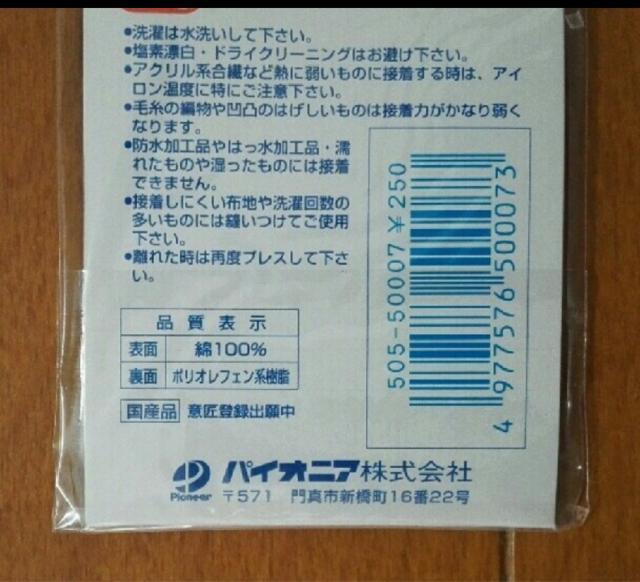 ●洗濯は水洗いして下さい。
●塩素漂白・ドライクリーニングはお避け下さい。
●アクリル系合繊など熱に弱いものに接着する時は、アイ
ロン温度に特にご注意下さい。
●毛糸の編物や凹凸のはげしいものは接着力がかなり弱く
なります。
●防水加工品やはっ水加工品・濡
れたものや湿ったものには接着
できません。
●接着しにくい布地や洗濯回数の
多いものには縫いつけてご使用
下さい。
●離れた時は再度プレスして下さ
い。
505-50007 ¥250
4 977576 500073
品質表示
表面 綿100%
裏面 ポリオレフェン系樹脂
国産品 意匠登録出願中
Pioneer パイオニア株式会社
〒571 門真市新橋町16番22号